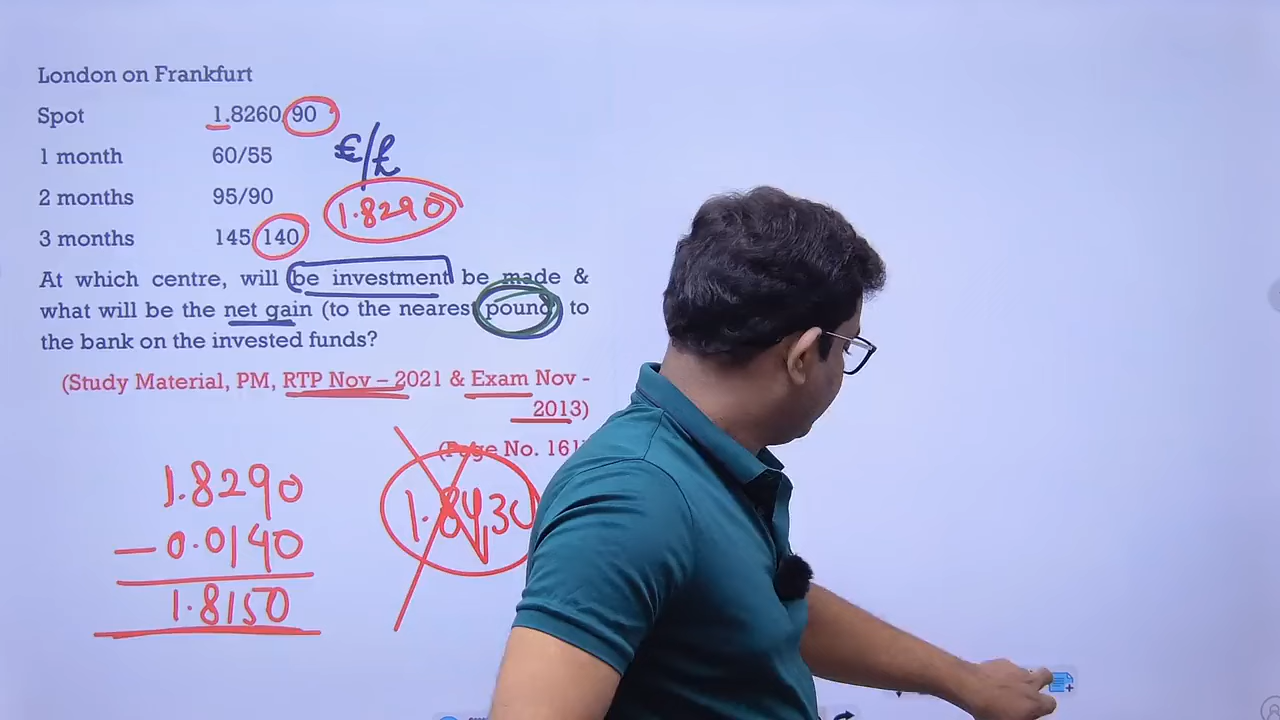 London on Frankfurt
Spot 1.8260 90
1 month 60/55 €/£
2 months 95/90 1.8290
3 months 145 140
At which centre, will be investment be made &
what will be the net gain (to the nearest pound) to
the bank on the invested funds?
(Study Material, PM, RTP Nov – 2021 & Exam Nov -
2013)
(Page No. 161
1.8290
– 0.0140
1.8150
1.8430